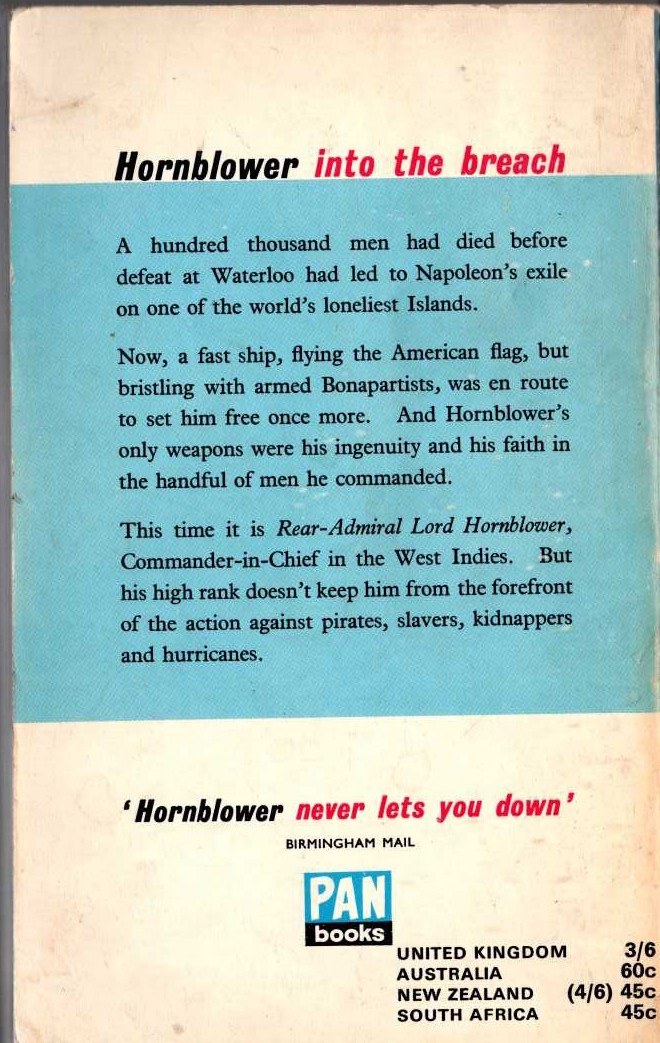 Hornblower into the breach
A hundred thousand men had died before
defeat at Waterloo had led to Napoleon's exile
on one of the world's loneliest Islands.
Now, a fast ship, flying the American flag, but
bristling with armed Bonapartists, was en route
to set him free once more. And Hornblower's
only weapons were his ingenuity and his faith in
the handful of men he commanded.
This time it is Rear-Admiral Lord Hornblower,
Commander-in-Chief in the West Indies. But
his high rank doesn't keep him from the forefront
of the action against pirates, slavers, kidnappers
and hurricanes.
'Hornblower never lets you down'
BIRMINGHAM MAIL
PAN
books
UNITED KINGDOM 3/6
AUSTRALIA 60c
NEW ZEALAND (4/6) 45c
SOUTH AFRICA 45c